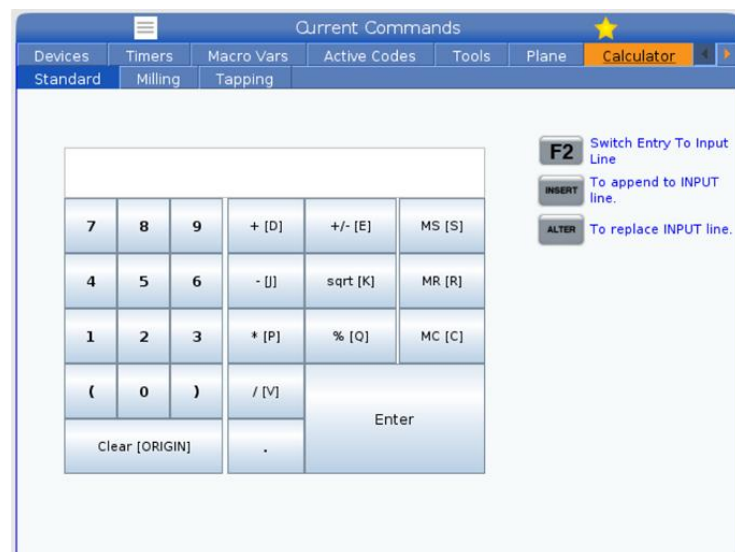 Current Commands
Devices Timers Macro Vars Active Codes Tools Plane Calculator
Standard Milling Tapping
F2 Switch Entry To Input
Line
INSERT To append to INPUT
line.
ALTER To replace INPUT line.
7 8 9 + [D] +/- [E] MS [S]
4 5 6 - [J] sqrt [K] MR [R]
1 2 3 * [P] % [Q] MC [C]
( 0 ) / [V] Enter
Clear [ORIGIN] .